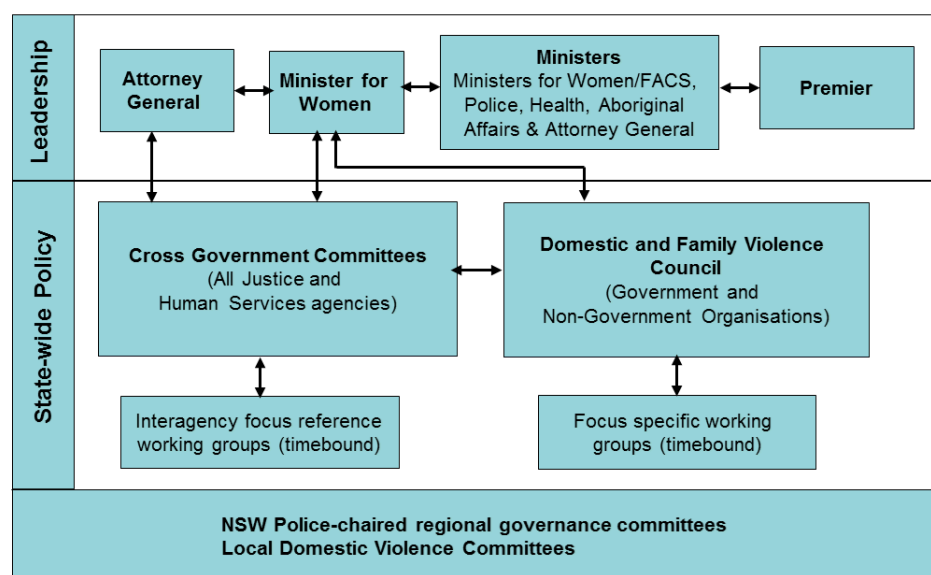 Leadership
Attorney
General
Minister for
Women
Ministers
Ministers for Women/FACS,
Police, Health, Aboriginal
Affairs & Attorney General
Premier
State-wide Policy
Cross Government Committees
(All Justice and
Human Services agencies)
Domestic and Family Violence
Council
(Government and
Non-Government Organisations)
Interagency focus reference
working groups (timebound)
Focus specific working
groups (timebound)
NSW Police-chaired regional governance committees
Local Domestic Violence Committees